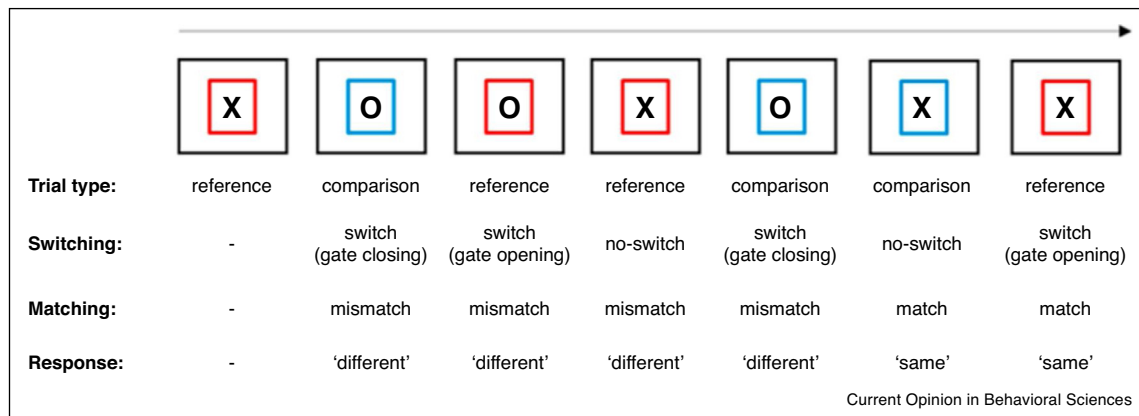 X O O X O X X
Trial type: reference comparison reference reference comparison comparison reference
Switching: - switch (gate closing) switch (gate opening) no-switch switch (gate closing) no-switch switch (gate opening)
Matching: - mismatch mismatch mismatch mismatch match match
Response: - ‘different’ ‘different’ ‘different’ ‘different’ ‘same’ ‘same’
Current Opinion in Behavioral Sciences